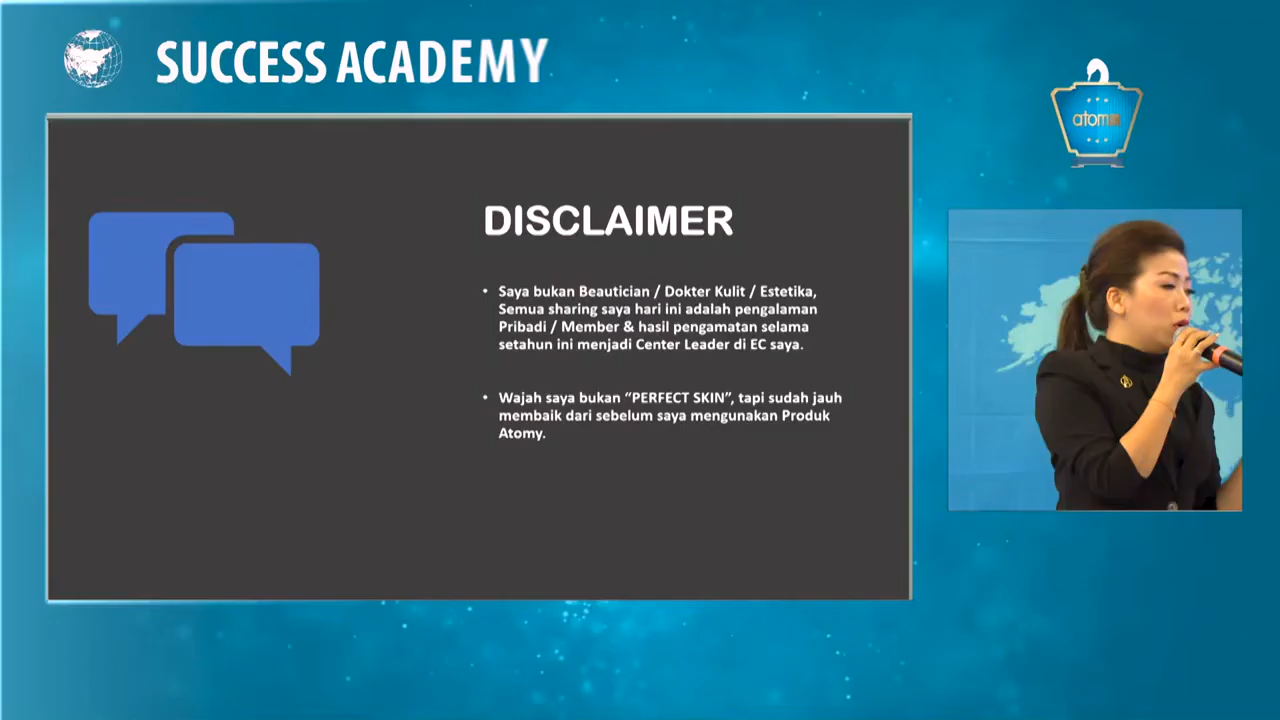 SUCCESS ACADEMY
atom
DISCLAIMER
• Saya bukan Beautician / Dokter Kulit / Estetika,
Semua sharing saya hari ini adalah pengalaman
Pribadi / Member & hasil pengamatan selama
setahun ini menjadi Center Leader di EC saya.
• Wajah saya bukan “PERFECT SKIN”, tapi sudah jauh
membaik dari sebelum saya mengunakan Produk
Atomy.